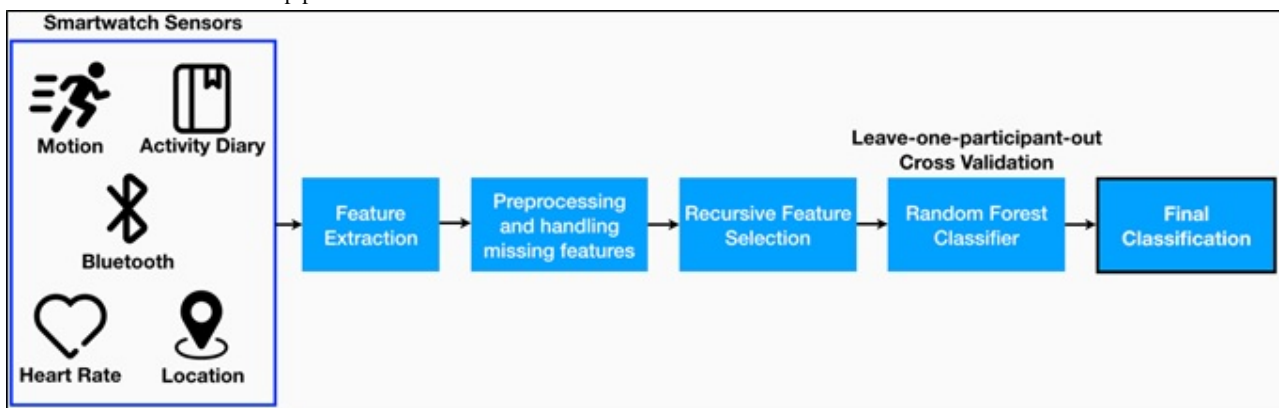 Smartwatch Sensors
Motion
Activity Diary
Bluetooth
Heart Rate
Location
Feature
Extraction
Preprocessing
and handling
missing features
Recursive Feature
Selection
Leave-one-participant-out
Cross Validation
Random Forest
Classifier
Final
Classification